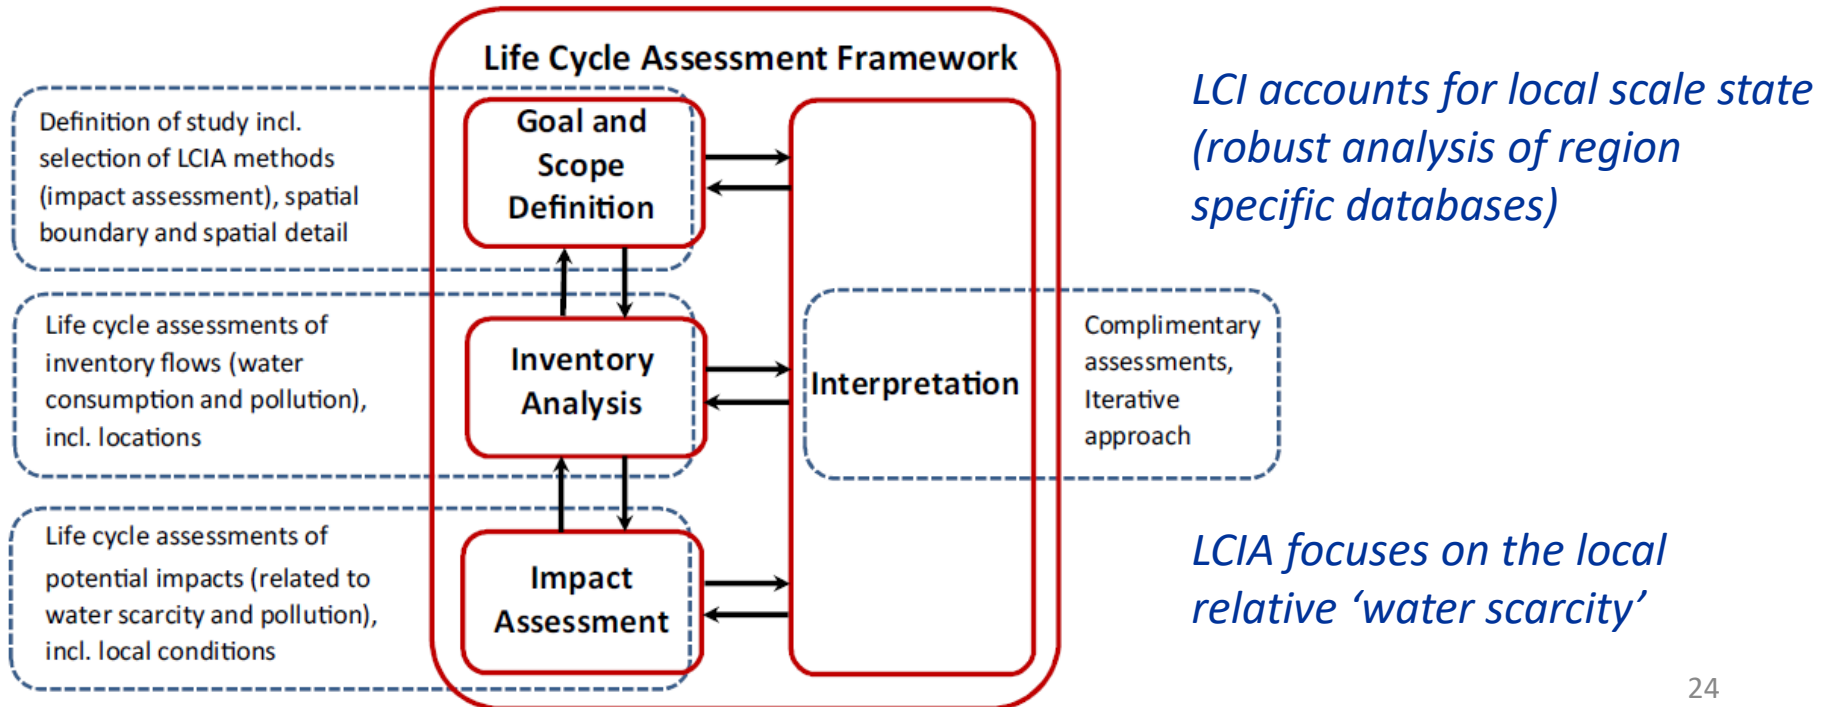 Life Cycle Assessment Framework
Definition of study incl.
selection of LCIA methods
(impact assessment), spatial
boundary and spatial detail
Goal and
Scope
Definition
LCI accounts for local scale state
(robust analysis of region
specific databases)
Life cycle assessments of
inventory flows (water
consumption and pollution),
incl. locations
Inventory
Analysis
Interpretation
Complimentary
assessments,
Iterative
approach
Life cycle assessments of
potential impacts (related to
water scarcity and pollution),
incl. local conditions
Impact
Assessment
LCIA focuses on the local
relative ‘water scarcity’
24